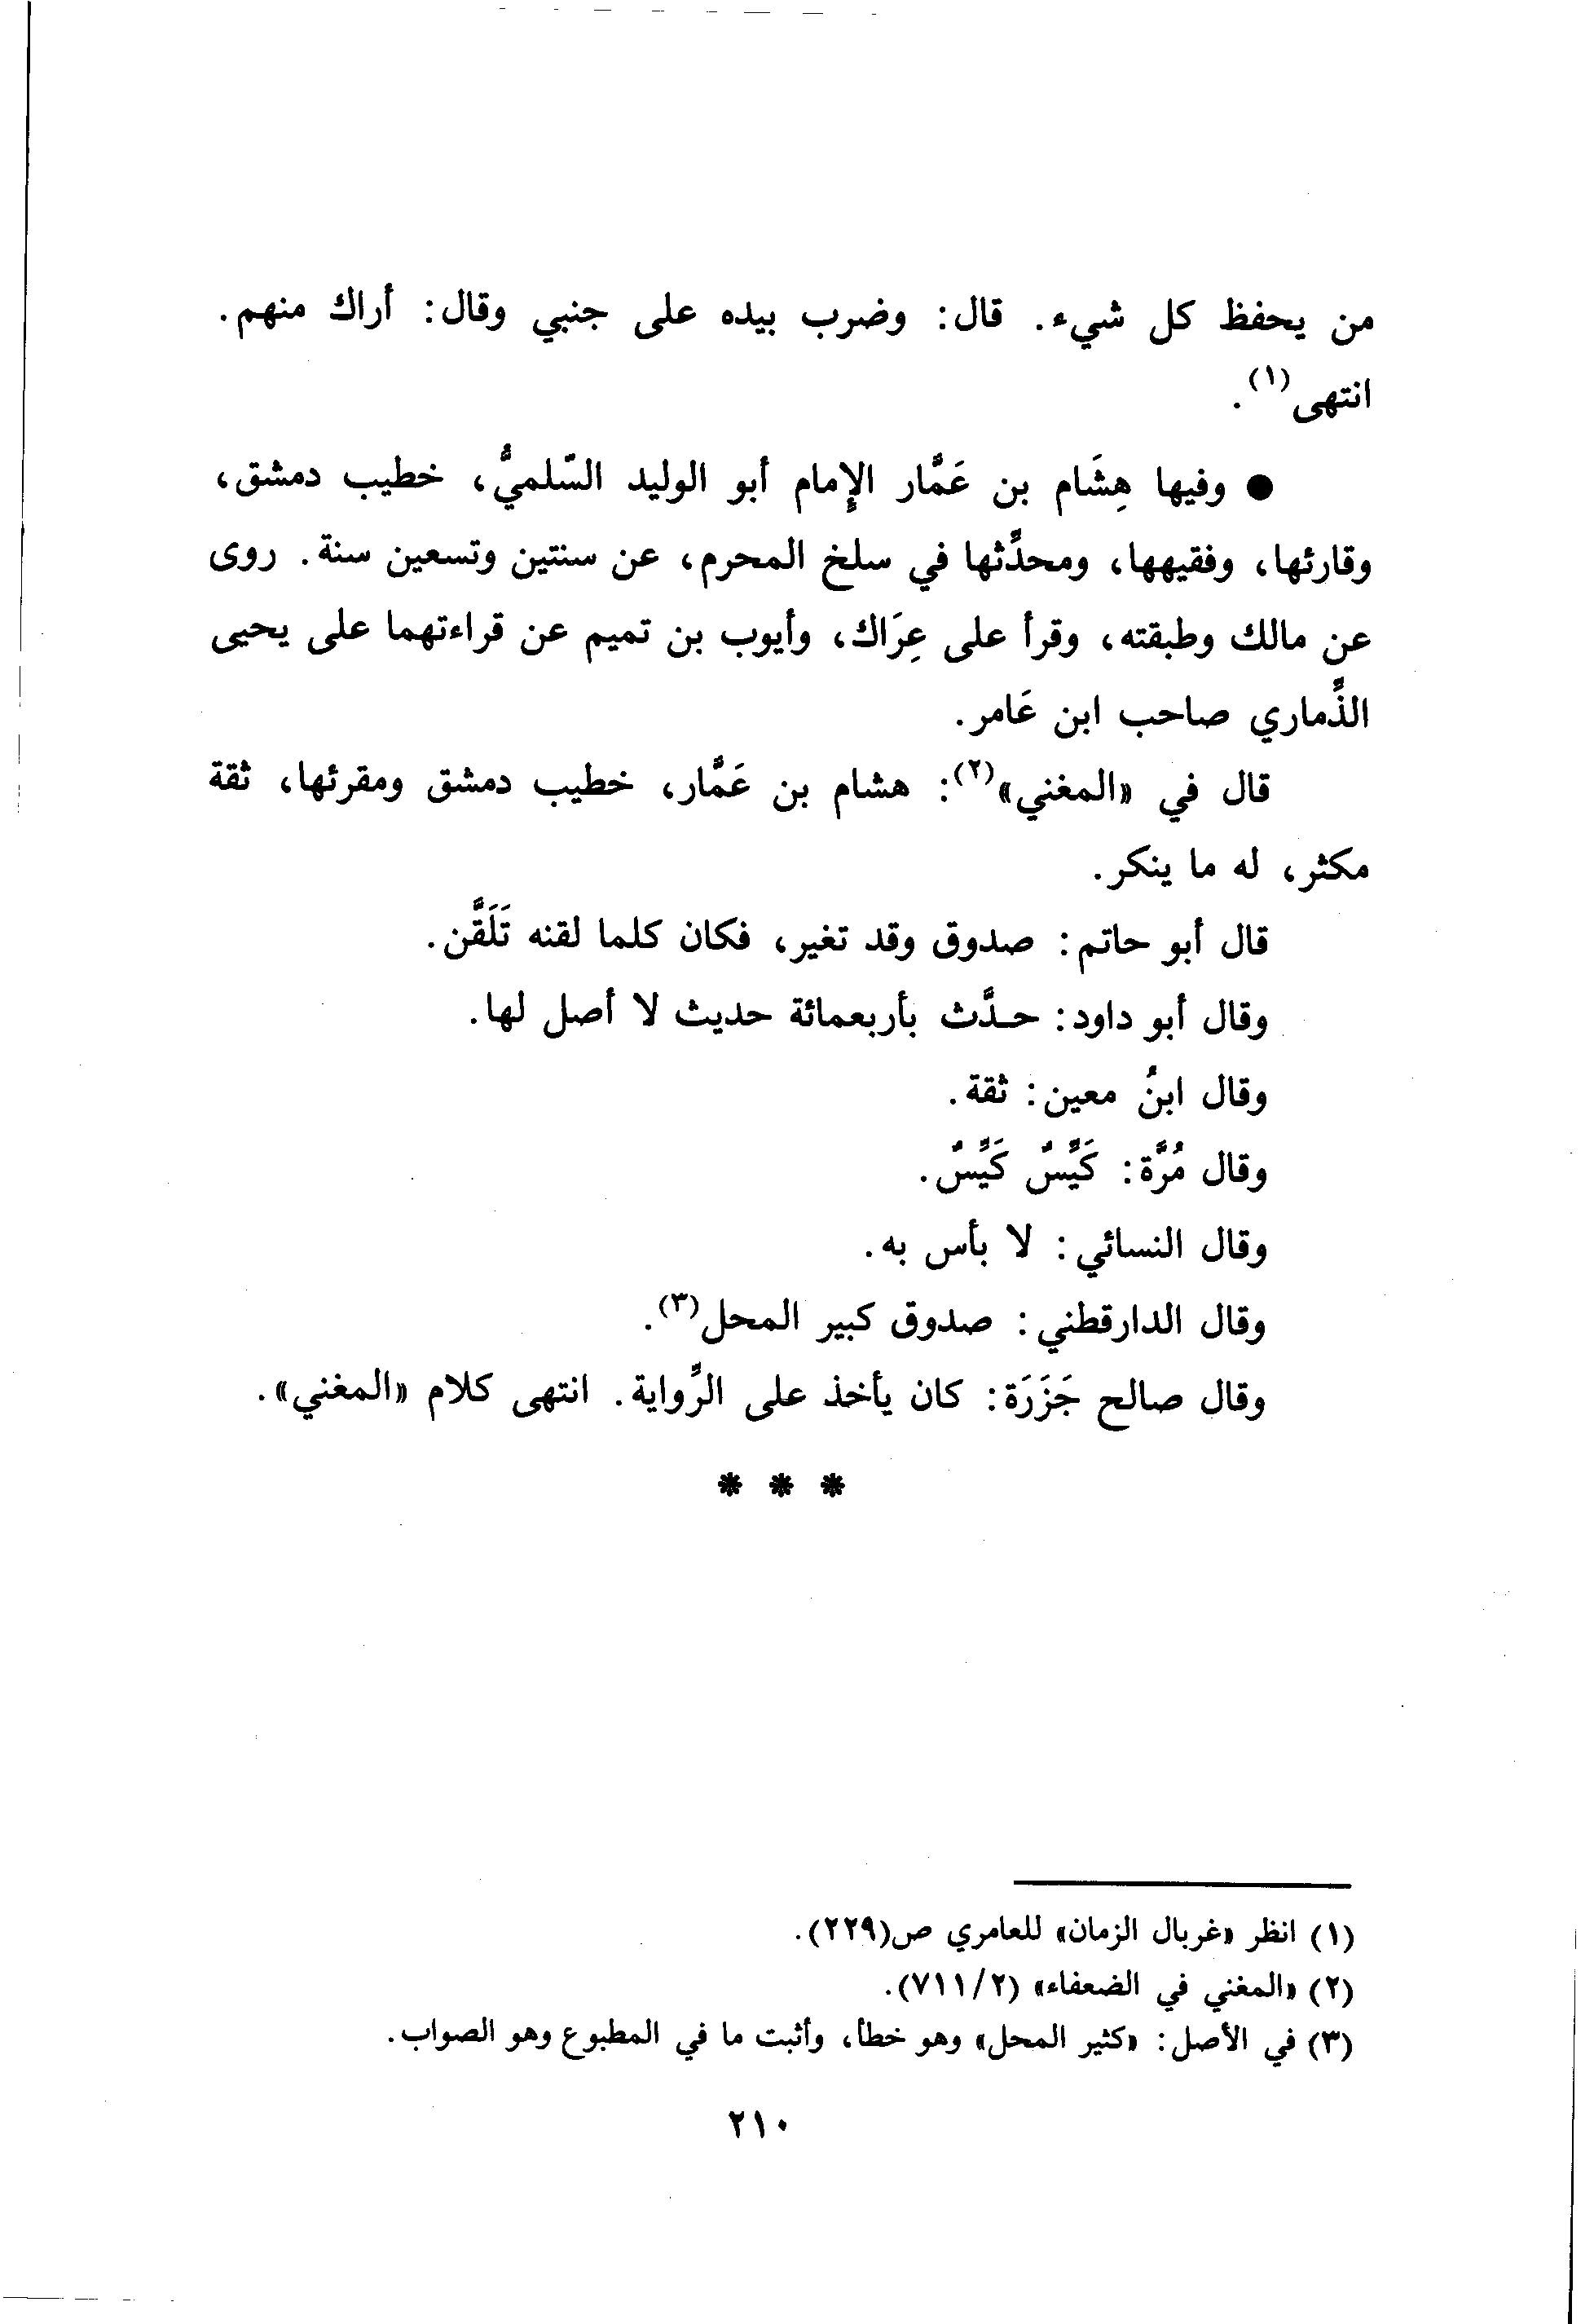 من يحفظ كل شيء. قال: وضرب بيده على جنبي وقال: أراك منهم.
انتهى(١).
● وفيها هِشَام بن عَمَّار الإِمام أبو الوليد السّلميُّ، خطيب دمشق،
وقارئها، وفقيهها، ومحدِّثها في سلخ المحرم، عن سنتين وتسعين سنة. روى
عن مالك وطبقته، وقرأ على عِرَاك، وأيوب بن تميم عن قراءتهما على يحيى
الذِّماري صاحب ابن عَامر.
قال في «المغني»(٢): هشام بن عَمَّار، خطيب دمشق ومقرئها، ثقة
مكثر، له ما ينكر.
قال أبو حاتم: صدوق وقد تغير، فكان كلما لقنه تَلَقَّن.
وقال أبو داود: حـدَّث بأربعمائة حديث لا أصل لها.
وقال ابنُ معين: ثقة.
وقال مُرَّة: كَيِّسٌ كَيِّسٌ.
وقال النسائي: لا بأس به.
وقال الدارقطني: صدوق كبير المحل(٣).
وقال صالح جَزَرَة: كان يأخذ على الرِّواية. انتهى كلام «المغني».
* * *
(١) انظر «غربال الزمان» للعامري ص(٢٢٩).
(٢) «المغني في الضعفاء» (٧١١/٢).
(٣) في الأصل: «كثير المحل» وهو خطأ، وأثبت ما في المطبوع وهو الصواب.
٢١٠